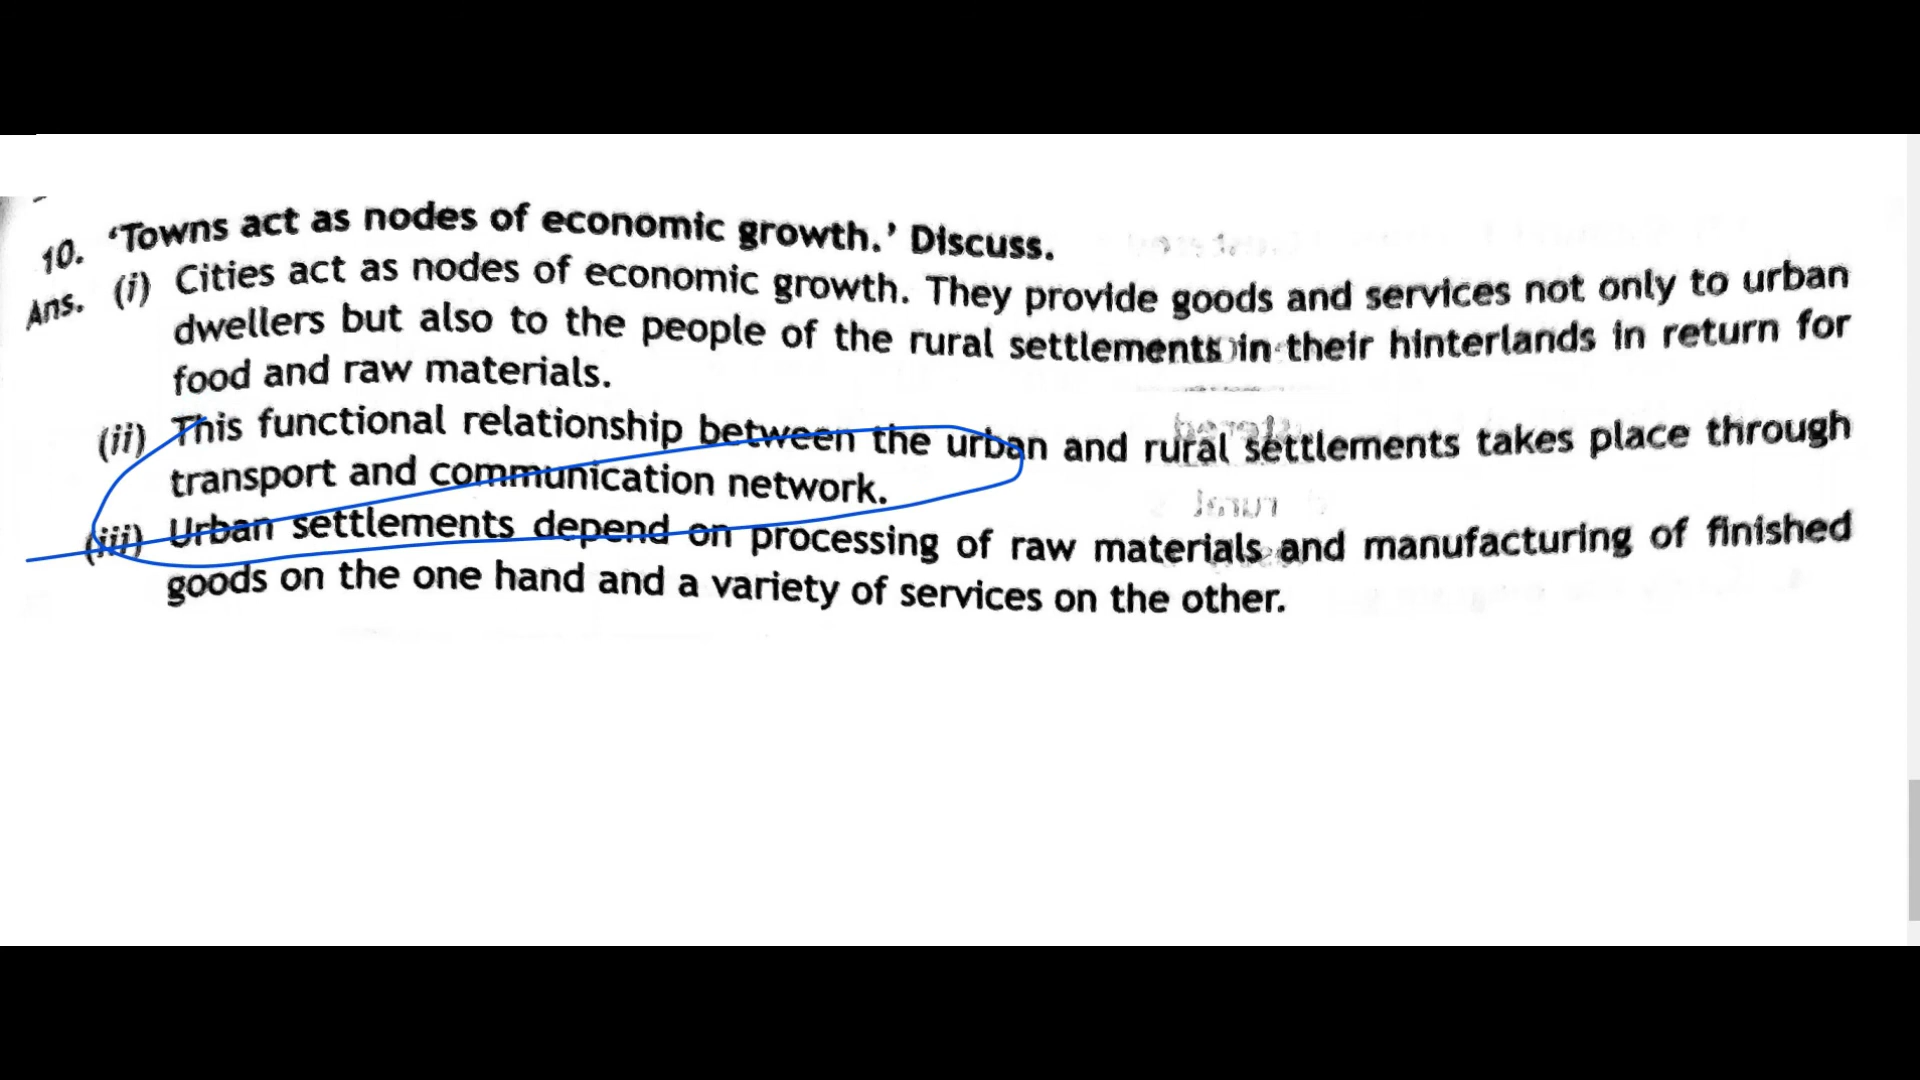 10. 'Towns act as nodes of economic growth.' Discuss.
Ans. (i) Cities act as nodes of economic growth. They provide goods and services not only to urban
dwellers but also to the people of the rural settlements in their hinterlands in return for
food and raw materials.
(ii) This functional relationship between the urban and rural settlements takes place through
transport and communication network.
(iii) Urban settlements depend on processing of raw materials and manufacturing of finished
goods on the one hand and a variety of services on the other.